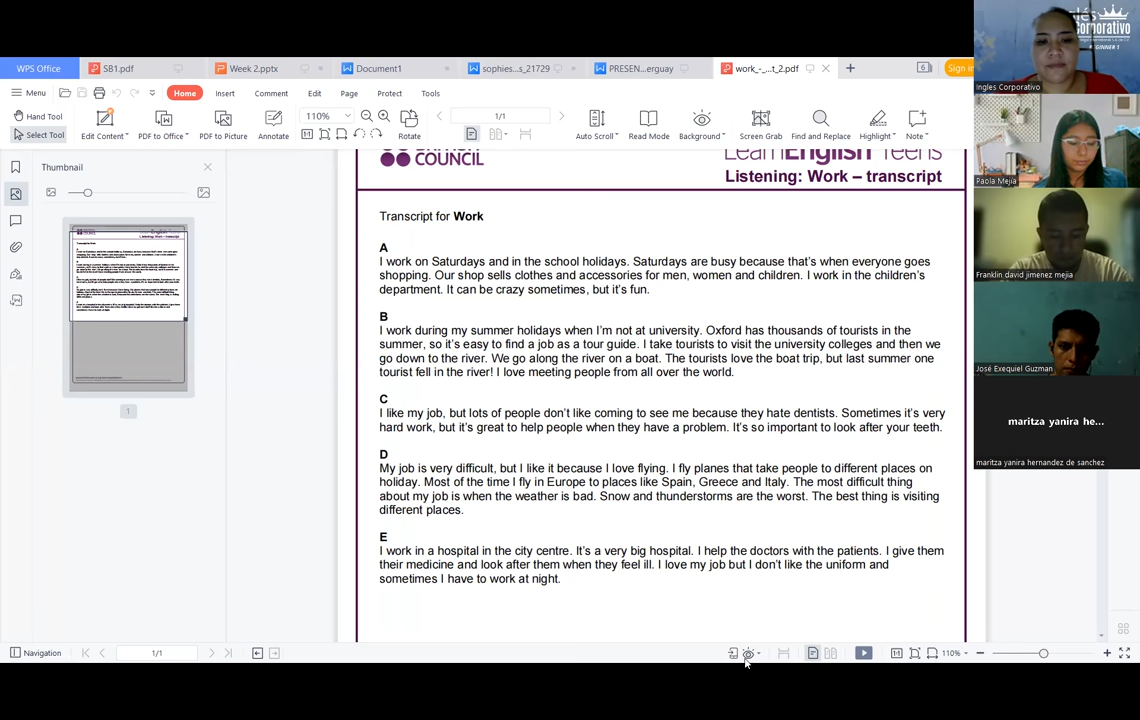 WPS Office
SB1.pdf
Week 2.pptx
Document1
sophies...s_21729
PRESEN...erguay
work_-_...t_2.pdf
Sign in
Menu
Home
Insert
Comment
Edit
Page
Protect
Tools
Hand Tool
Select Tool
Edit Content
PDF to Office
PDF to Picture
Annotate
110%
Rotate
1/1
Auto Scroll
Read Mode
Background
Screen Grab
Find and Replace
Highlight
Note
Thumbnail
1
COUNCIL
LearnEnglish Teens
Listening: Work – transcript
Transcript for Work
A
I work on Saturdays and in the school holidays. Saturdays are busy because that's when everyone goes
shopping. Our shop sells clothes and accessories for men, women and children. I work in the children's
department. It can be crazy sometimes, but it's fun.
B
I work during my summer holidays when I'm not at university. Oxford has thousands of tourists in the
summer, so it's easy to find a job as a tour guide. I take tourists to visit the university colleges and then we
go down to the river. We go along the river on a boat. The tourists love the boat trip, but last summer one
tourist fell in the river! I love meeting people from all over the world.
C
I like my job, but lots of people don't like coming to see me because they hate dentists. Sometimes it's very
hard work, but it's great to help people when they have a problem. It's so important to look after your teeth.
D
My job is very difficult, but I like it because I love flying. I fly planes that take people to different places on
holiday. Most of the time I fly in Europe to places like Spain, Greece and Italy. The most difficult thing
about my job is when the weather is bad. Snow and thunderstorms are the worst. The best thing is visiting
different places.
E
I work in a hospital in the city centre. It's a very big hospital. I help the doctors with the patients. I give them
their medicine and look after them when they feel ill. I love my job but I don't like the uniform and
sometimes I have to work at night.
Navigation
1/1
110%
Corporativo
BEGINNER 1
Ingles Corporativo
Paola Mejía
Franklin david jimenez mejia
José Exequiel Guzman
maritza yanira he...
maritza yanira hernandez de sanchez